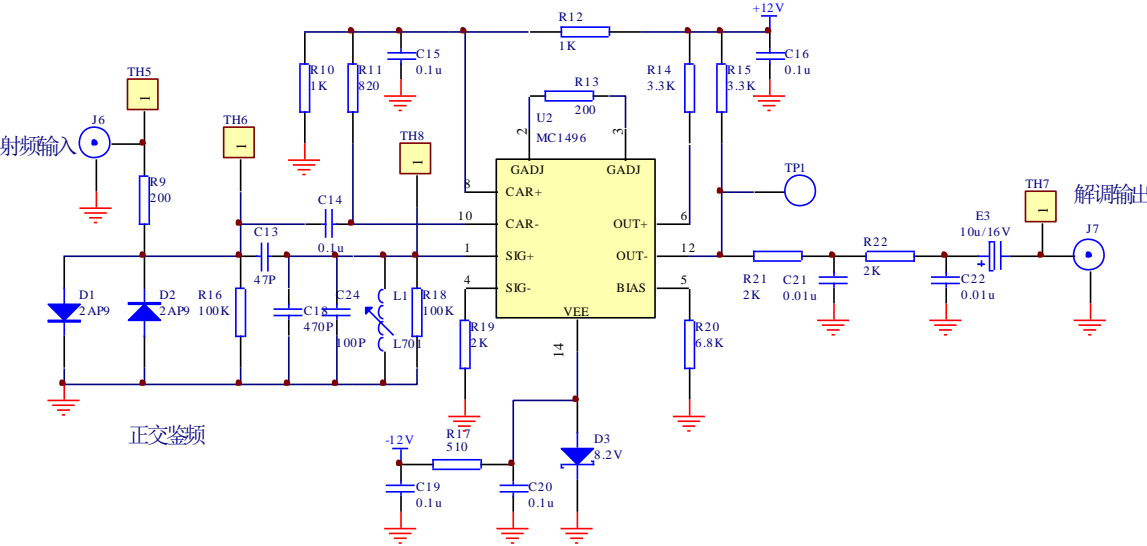 +12V
R12
1K
R10
1K
R11
820
C15
0.1u
R14
3.3K
R15
3.3K
C16
0.1u
TH5
1
R13
200
U2
MC1496
J6
射频输入
TH6
1
TH8
1
2
3
GADJ
GADJ
R9
200
8
CAR+
TP1
TH7
1
解调输出
C14
0.1u
10
CAR-
OUT+
6
E3
10u/16V
J7
C13
47P
1
SIG+
OUT-
12
R21
2K
C21
0.01u
R22
2K
C22
0.01u
4
SIG-
BIAS
5
D1
2AP9
D2
2AP9
R16
100K
C18
470P
C24
100P
L1
L701
R18
100K
VEE
14
R19
2K
R20
6.8K
正交鉴频
-12V
R17
510
D3
8.2V
C19
0.1u
C20
0.1u